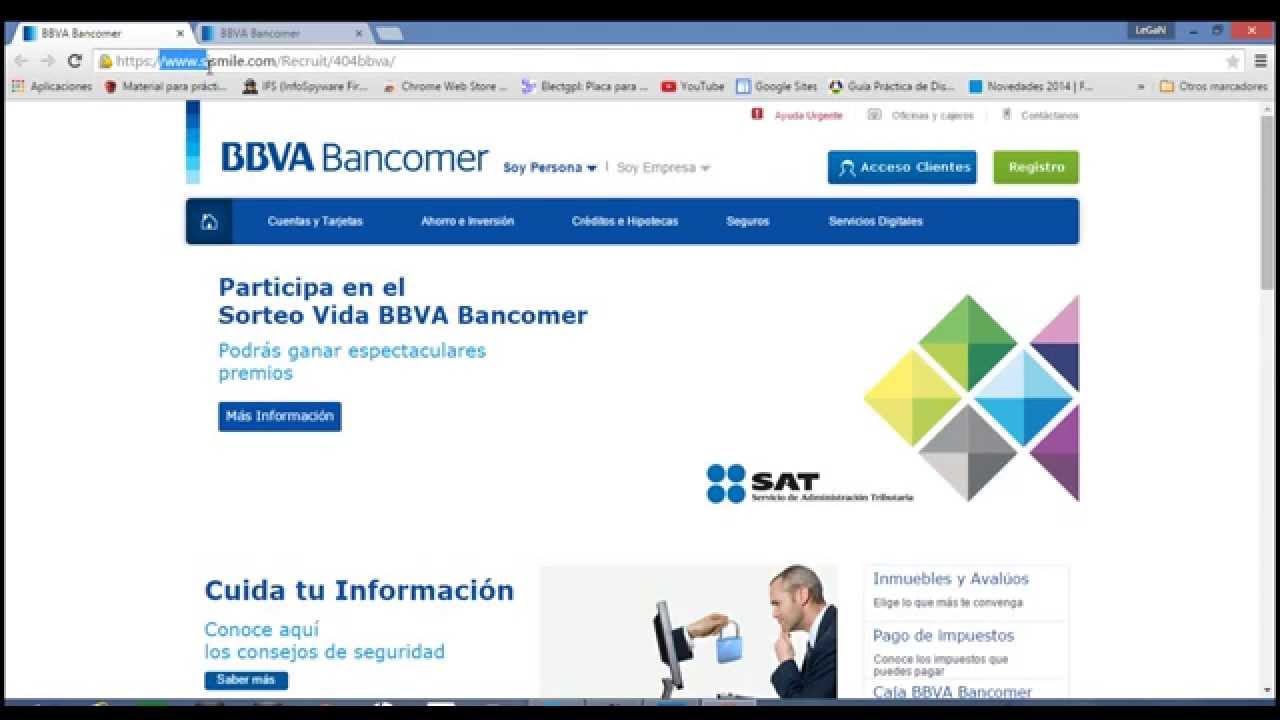 BBVA Bancomer
BBVA Bancomer
LeGaN
/Recruit/404bbva/
Aplicaciones
Material para prácti...
IFS (InfoSpyware Fir...
Chrome Web Store ...
Electgpl: Placa para ...
YouTube
Google Sites
Guía Práctica de Dis...
Novedades 2014 | F...
»
Otros marcadores
Ayuda Urgente
Oficinas y cajeros
Contáctanos
BBVA Bancomer
Soy Persona
Soy Empresa
Acceso Clientes
Registro
Cuentas y Tarjetas
Ahorro e Inversión
Créditos e Hipotecas
Seguros
Servicios Digitales
Participa en el
Sorteo Vida BBVA Bancomer
Podrás ganar espectaculares
premios
Más Información
SAT
Servicio de Administración Tributaria
Cuida tu Información
Conoce aquí
los consejos de seguridad
Saber más
Inmuebles y Avalúos
Elige lo que más te convenga
Pago de impuestos
Conoce los impuestos que
puedes pagar
Caja BBVA Bancomer